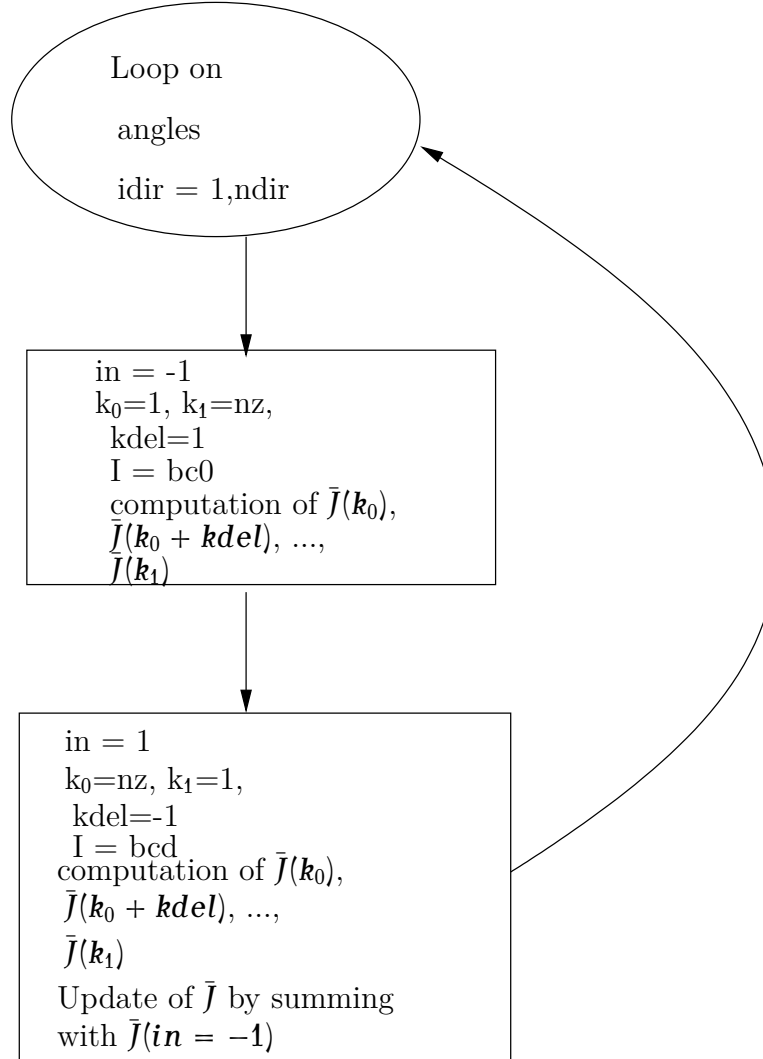 Loop on
angles
idir = 1,ndir
in = -1
k₀=1, k₁=nz,
kdel=1
I = bc0
computation of J̄(k₀),
J̄(k₀ + kdel), ...,
J̄(k₁)
in = 1
k₀=nz, k₁=1,
kdel=-1
I = bcd
computation of J̄(k₀),
J̄(k₀ + kdel), ...,
J̄(k₁)
Update of J̄ by summing
with J̄(in = −1)